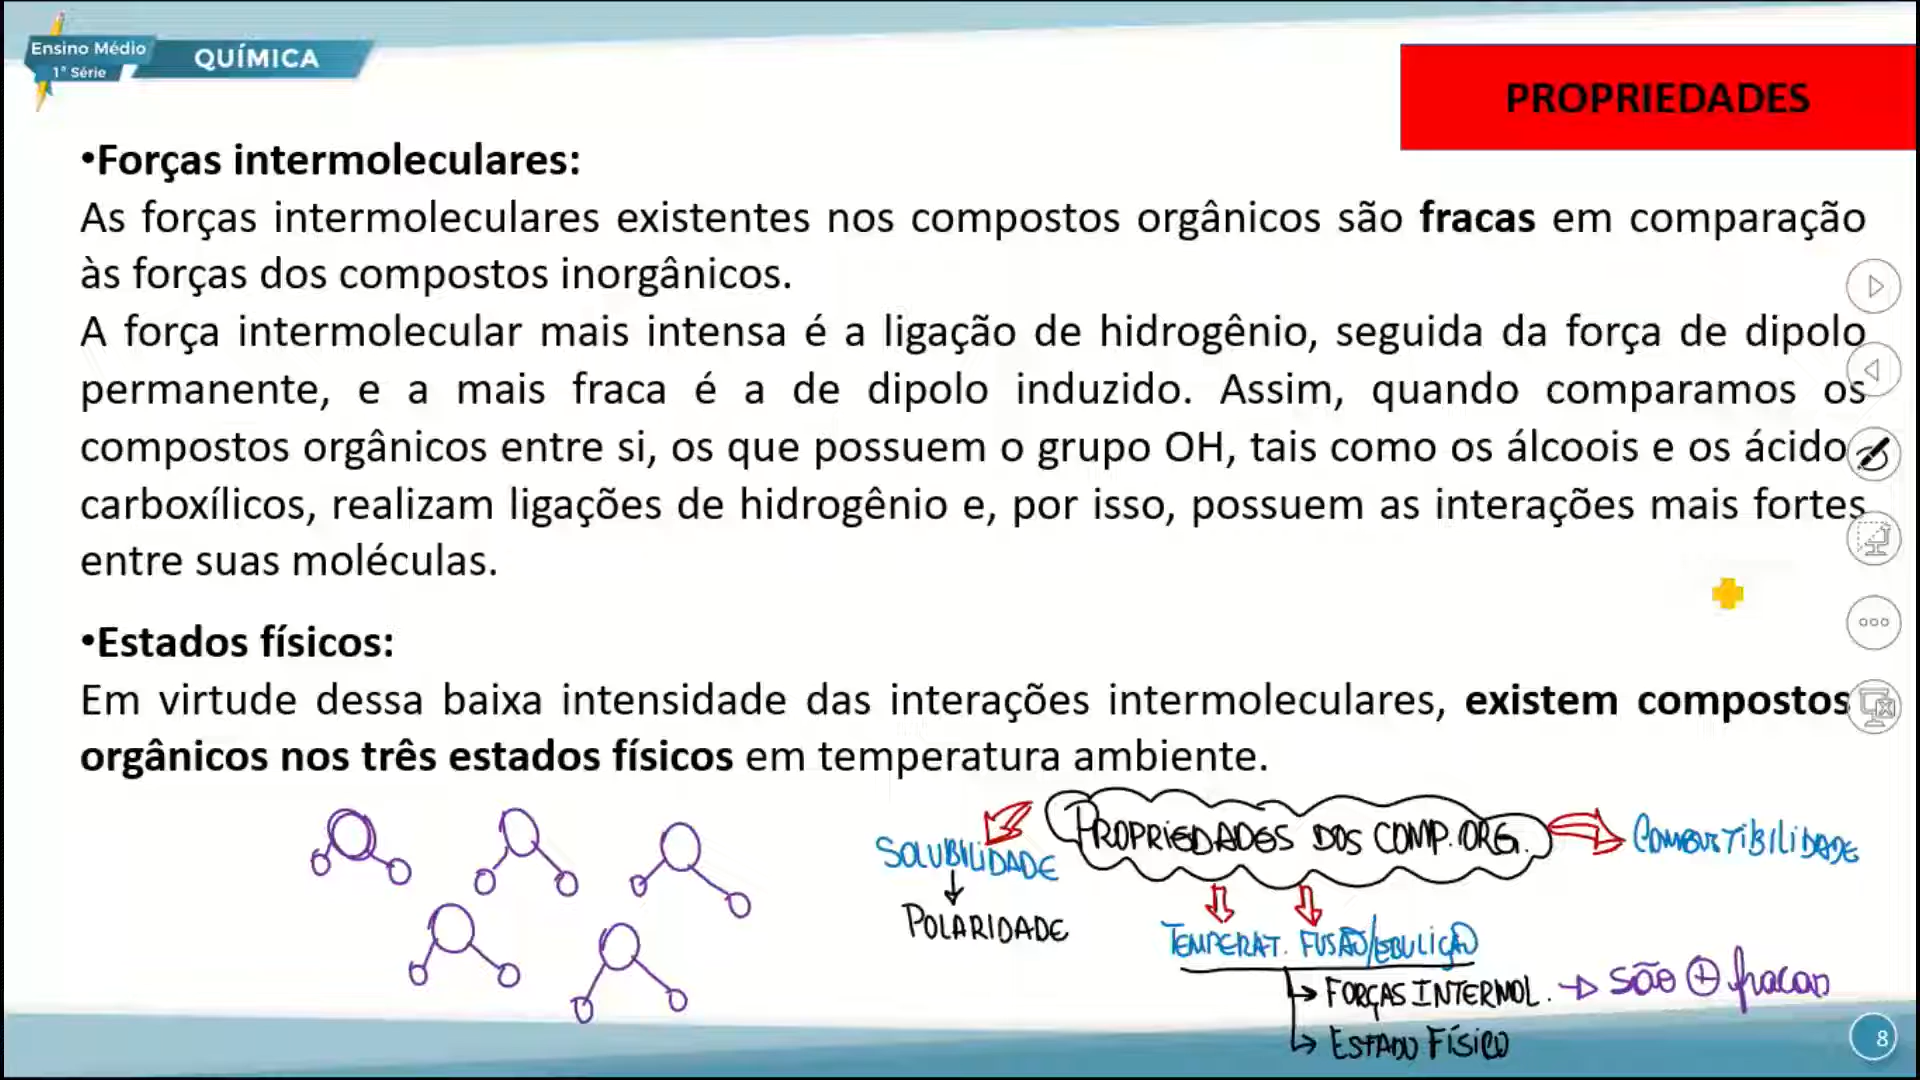 Ensino Médio
1ª Série
QUÍMICA
PROPRIEDADES
•Forças intermoleculares:
As forças intermoleculares existentes nos compostos orgânicos são fracas em comparação
às forças dos compostos inorgânicos.
A força intermolecular mais intensa é a ligação de hidrogênio, seguida da força de dipolo
permanente, e a mais fraca é a de dipolo induzido. Assim, quando comparamos os
compostos orgânicos entre si, os que possuem o grupo OH, tais como os álcoois e os ácido
carboxílicos, realizam ligações de hidrogênio e, por isso, possuem as interações mais fortes
entre suas moléculas.
•Estados físicos:
Em virtude dessa baixa intensidade das interações intermoleculares, existem compostos
orgânicos nos três estados físicos em temperatura ambiente.
PROPRIEDADES DOS COMP. ORG.
SOLUBILIDADE
COMBUSTIBILIDADE
POLARIDADE
TEMPERAT. FUSÃO/EBULIÇÃO
FORÇAS INTERMOL. → são + fracas
ESTADO FÍSICO
8